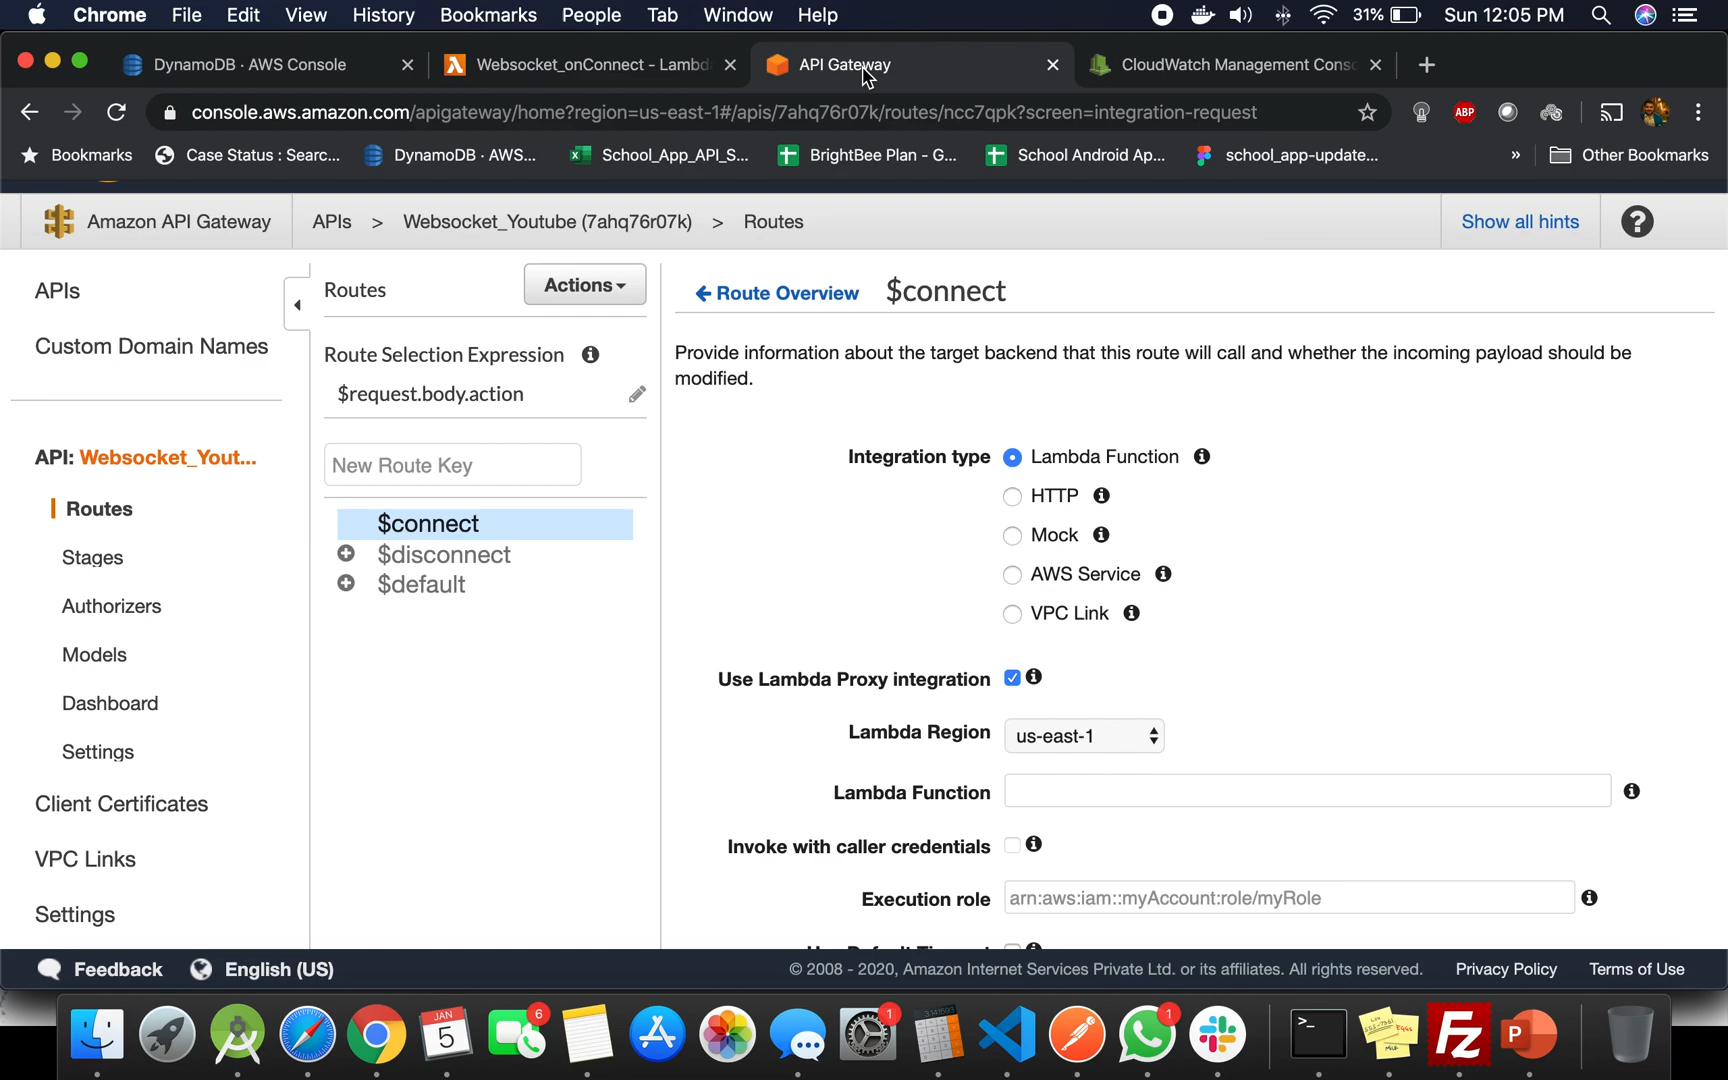 Chrome File Edit View History Bookmarks People Tab Window Help 31% Sun 12:05 PM
DynamoDB · AWS Console Websocket_onConnect - Lambd API Gateway CloudWatch Management Conso
console.aws.amazon.com/apigateway/home?region=us-east-1#/apis/7ahq76r07k/routes/ncc7qpk?screen=integration-request ABP
Bookmarks Case Status : Searc... DynamoDB · AWS... School_App_API_S... BrightBee Plan - G... School Android Ap... school_app-update... » Other Bookmarks
Amazon API Gateway APIs > Websocket_Youtube (7ahq76r07k) > Routes Show all hints ?
APIs
Custom Domain Names
API: Websocket_Yout...
Routes
Stages
Authorizers
Models
Dashboard
Settings
Client Certificates
VPC Links
Settings
Routes Actions
Route Selection Expression
$request.body.action
New Route Key
$connect
$disconnect
$default
Route Overview $connect
Provide information about the target backend that this route will call and whether the incoming payload should be
modified.
Integration type Lambda Function
HTTP
Mock
AWS Service
VPC Link
Use Lambda Proxy integration
Lambda Region us-east-1
Lambda Function
Invoke with caller credentials
Execution role arn:aws:iam::myAccount:role/myRole
Feedback English (US) © 2008 - 2020, Amazon Internet Services Private Ltd. or its affiliates. All rights reserved. Privacy Policy Terms of Use
JAN
5
6
1
1
P